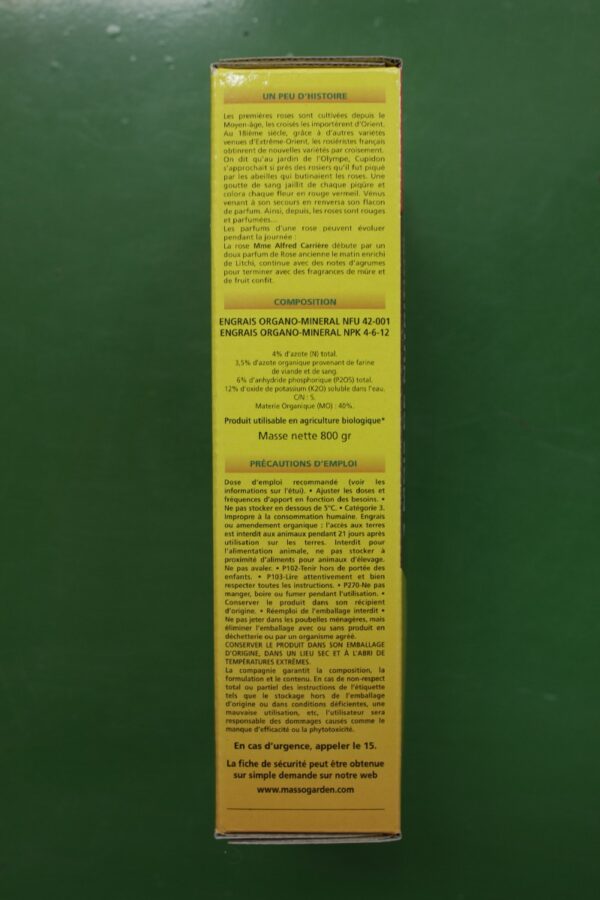 UN PEU D'HISTOIRE
Les premières roses sont cultivées depuis le
Moyen-âge, les croisés les importèrent d'Orient.
Au 18ième siècle, grâce à d'autres variétés
venues d'Extrême-Orient, les rosiéristes français
obtinrent de nouvelles variétés par croisement.
On dit qu'au jardin de l'Olympe, Cupidon
s'approchait si près des rosiers qu'il fut piqué
par les abeilles qui butinaient les roses. Une
goutte de sang jaillit de chaque piqûre et
colora chaque fleur en rouge vermeil. Vénus
venant à son secours en renversa son flacon
de parfum. Ainsi, depuis, les roses sont rouges
et parfumées...
Les parfums d'une rose peuvent évoluer
pendant la journée :
La rose Mme Alfred Carrière débute par un
doux parfum de Rose ancienne le matin enrichi
de Litchi, continue avec des notes d'agrumes
pour terminer avec des fragrances de mûre et
de fruit confit.
COMPOSITION
ENGRAIS ORGANO-MINERAL NFU 42-001
ENGRAIS ORGANO-MINERAL NPK 4-6-12
4% d'azote (N) total.
3,5% d'azote organique provenant de farine
de viande et de sang.
6% d'anhydride phosphorique (P2O5) total.
12% d'oxide de potassium (K2O) soluble dans l'eau.
C/N : 5.
Materie Organique (MO) : 40%.
Produit utilisable en agriculture biologique*
Masse nette 800 gr
PRÉCAUTIONS D'EMPLOI
Dose d'emploi recommandé (voir les
informations sur l'étui). • Ajuster les doses et
fréquences d'apport en fonction des besoins. •
Ne pas stocker en dessous de 5ºC. • Catégorie 3.
Impropre à la consommation humaine. Engrais
ou amendement organique : l'accès aux terres
est interdit aux animaux pendant 21 jours après
utilisation sur les terres. Interdit pour
l'alimentation animale, ne pas stocker à
proximité d'aliments pour animaux d'élevage.
Ne pas avaler. • P102-Tenir hors de portée des
enfants. • P103-Lire attentivement et bien
respecter toutes les instructions. • P270-Ne pas
manger, boire ou fumer pendant l'utilisation. •
Conserver le produit dans son récipient
d'origine. • Réemploi de l'emballage interdit •
Ne pas jeter dans les poubelles ménagères, mais
éliminer l'emballage avec ou sans produit en
déchetterie ou par un organisme agréé.
CONSERVER LE PRODUIT DANS SON EMBALLAGE
D'ORIGINE, DANS UN LIEU SEC ET À L'ABRI DE
TEMPÉRATURES EXTRÊMES.
La compagnie garantit la composition, la
formulation et le contenu. En cas de non-respect
total ou partiel des instructions de l'étiquette
tels que le stockage hors de l'emballage
d'origine ou dans conditions déficientes, une
mauvaise utilisation, etc, l'utilisateur sera
responsable des dommages causés comme le
manque d'efficacité ou la phytotoxicité.
En cas d'urgence, appeler le 15.
La fiche de sécurité peut être obtenue
sur simple demande sur notre web
www.massogarden.com